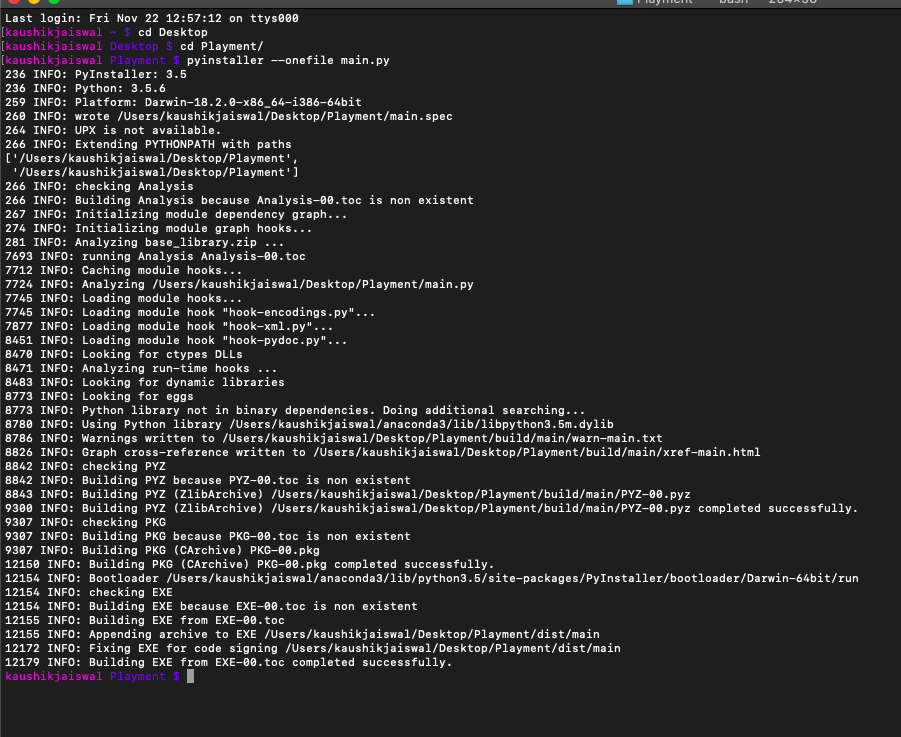 Playment — -bash — 204×56
Last login: Fri Nov 22 12:57:12 on ttys000
[kaushikjaiswal ~ $ cd Desktop
[kaushikjaiswal Desktop $ cd Playment/
[kaushikjaiswal Playment $ pyinstaller --onefile main.py
236 INFO: PyInstaller: 3.5
236 INFO: Python: 3.5.6
259 INFO: Platform: Darwin-18.2.0-x86_64-i386-64bit
260 INFO: wrote /Users/kaushikjaiswal/Desktop/Playment/main.spec
264 INFO: UPX is not available.
266 INFO: Extending PYTHONPATH with paths
['/Users/kaushikjaiswal/Desktop/Playment',
 '/Users/kaushikjaiswal/Desktop/Playment']
266 INFO: checking Analysis
266 INFO: Building Analysis because Analysis-00.toc is non existent
267 INFO: Initializing module dependency graph...
274 INFO: Initializing module graph hooks...
281 INFO: Analyzing base_library.zip ...
7693 INFO: running Analysis Analysis-00.toc
7712 INFO: Caching module hooks...
7724 INFO: Analyzing /Users/kaushikjaiswal/Desktop/Playment/main.py
7745 INFO: Loading module hooks...
7745 INFO: Loading module hook "hook-encodings.py"...
7877 INFO: Loading module hook "hook-xml.py"...
8451 INFO: Loading module hook "hook-pydoc.py"...
8470 INFO: Looking for ctypes DLLs
8471 INFO: Analyzing run-time hooks ...
8483 INFO: Looking for dynamic libraries
8773 INFO: Looking for eggs
8773 INFO: Python library not in binary dependencies. Doing additional searching...
8780 INFO: Using Python library /Users/kaushikjaiswal/anaconda3/lib/libpython3.5m.dylib
8786 INFO: Warnings written to /Users/kaushikjaiswal/Desktop/Playment/build/main/warn-main.txt
8826 INFO: Graph cross-reference written to /Users/kaushikjaiswal/Desktop/Playment/build/main/xref-main.html
8842 INFO: checking PYZ
8842 INFO: Building PYZ because PYZ-00.toc is non existent
8843 INFO: Building PYZ (ZlibArchive) /Users/kaushikjaiswal/Desktop/Playment/build/main/PYZ-00.pyz
9300 INFO: Building PYZ (ZlibArchive) /Users/kaushikjaiswal/Desktop/Playment/build/main/PYZ-00.pyz completed successfully.
9307 INFO: checking PKG
9307 INFO: Building PKG because PKG-00.toc is non existent
9307 INFO: Building PKG (CArchive) PKG-00.pkg
12150 INFO: Building PKG (CArchive) PKG-00.pkg completed successfully.
12154 INFO: Bootloader /Users/kaushikjaiswal/anaconda3/lib/python3.5/site-packages/PyInstaller/bootloader/Darwin-64bit/run
12154 INFO: checking EXE
12154 INFO: Building EXE because EXE-00.toc is non existent
12155 INFO: Building EXE from EXE-00.toc
12155 INFO: Appending archive to EXE /Users/kaushikjaiswal/Desktop/Playment/dist/main
12172 INFO: Fixing EXE for code signing /Users/kaushikjaiswal/Desktop/Playment/dist/main
12179 INFO: Building EXE from EXE-00.toc completed successfully.
kaushikjaiswal Playment $